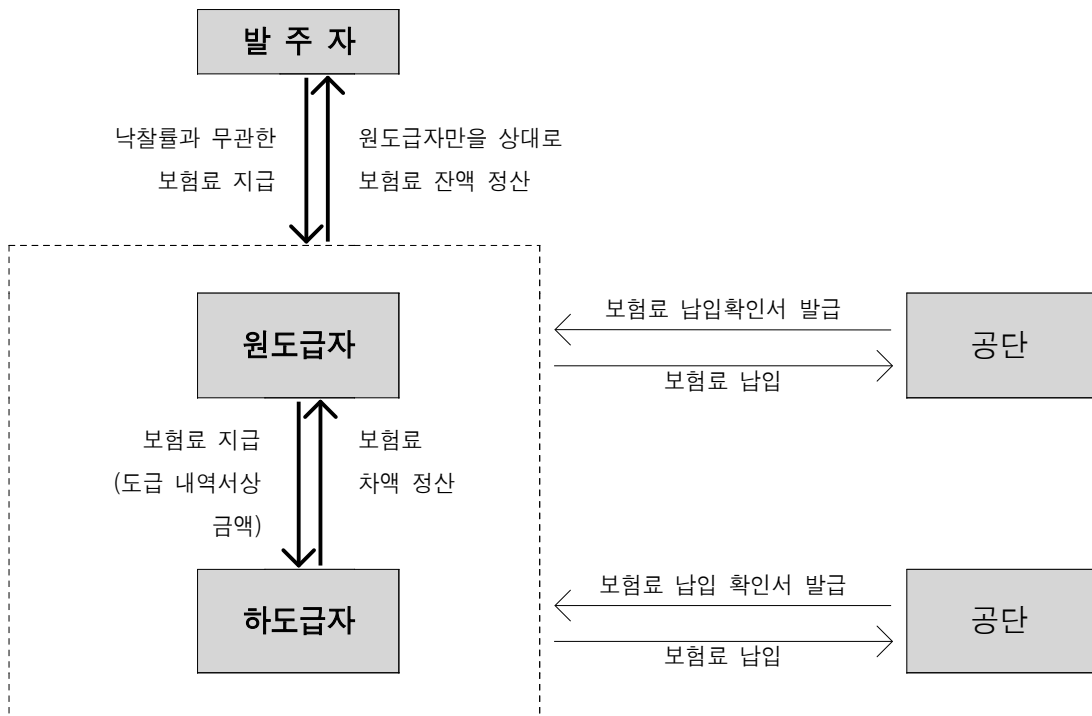 발 주 자
낙찰률과 무관한
보험료 지급
원도급자만을 상대로
보험료 잔액 정산
원도급자
보험료 납입확인서 발급
보험료 납입
공단
보험료 지급
(도급 내역서상
금액)
보험료
차액 정산
하도급자
보험료 납입 확인서 발급
보험료 납입
공단